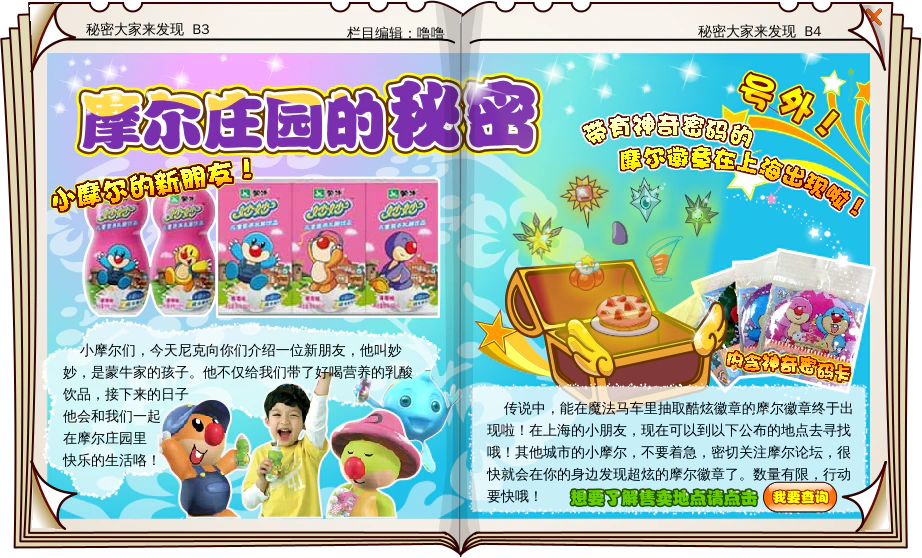 秘密大家来发现 B3
栏目编辑：噜噜
摩尔庄园的秘密
小摩尔的新朋友！
蒙牛
妙妙
儿童营养乳酸饮品
小摩尔们，今天尼克向你们介绍一位新朋友，他叫妙
妙，是蒙牛家的孩子。他不仅给我们带了好喝营养的乳酸
饮品，接下来的日子
他会和我们一起
在摩尔庄园里
快乐的生活咯！
秘密大家来发现 B4
号外！
带有神奇密码的
摩尔徽章在上海出现啦！
内含神奇密码卡
传说中，能在魔法马车里抽取酷炫徽章的摩尔徽章终于出
现啦！在上海的小朋友，现在可以到以下公布的地点去寻找
哦！其他城市的小摩尔，不要着急，密切关注摩尔论坛，很
快就会在你的身边发现超炫的摩尔徽章了。数量有限，行动
要快哦！
想要了解售卖地点请点击 我要查询